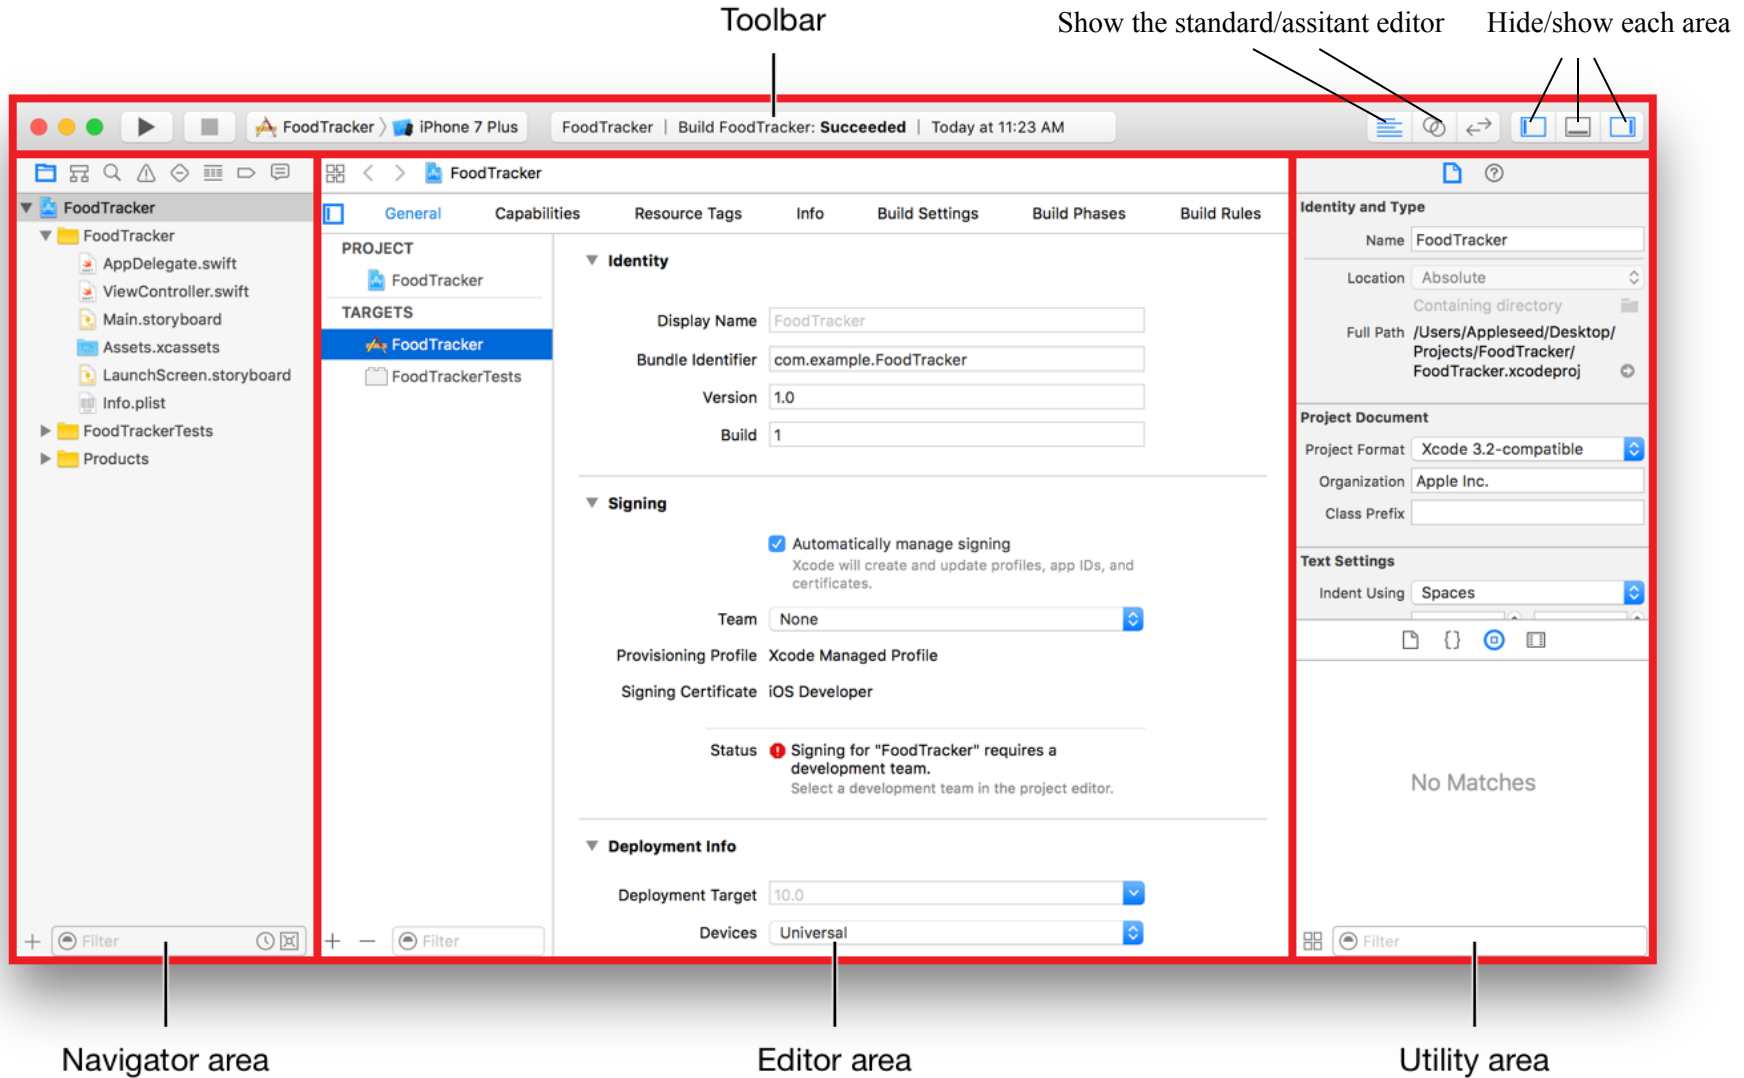 Toolbar
Show the standard/assitant editor
Hide/show each area
FoodTracker
iPhone 7 Plus
FoodTracker | Build FoodTracker: Succeeded | Today at 11:23 AM
FoodTracker
FoodTracker
AppDelegate.swift
ViewController.swift
Main.storyboard
Assets.xcassets
LaunchScreen.storyboard
Info.plist
FoodTrackerTests
Products
Filter
FoodTracker
General Capabilities Resource Tags Info Build Settings Build Phases Build Rules
PROJECT
FoodTracker
TARGETS
FoodTracker
FoodTrackerTests
Filter
Identity
Display Name FoodTracker
Bundle Identifier com.example.FoodTracker
Version 1.0
Build 1
Signing
Automatically manage signing
Xcode will create and update profiles, app IDs, and
certificates.
Team None
Provisioning Profile Xcode Managed Profile
Signing Certificate iOS Developer
Status Signing for "FoodTracker" requires a
development team.
Select a development team in the project editor.
Deployment Info
Deployment Target 10.0
Devices Universal
Identity and Type
Name FoodTracker
Location Absolute
Containing directory
Full Path /Users/Appleseed/Desktop/
Projects/FoodTracker/
FoodTracker.xcodeproj
Project Document
Project Format Xcode 3.2-compatible
Organization Apple Inc.
Class Prefix
Text Settings
Indent Using Spaces
{}
No Matches
Filter
Navigator area
Editor area
Utility area